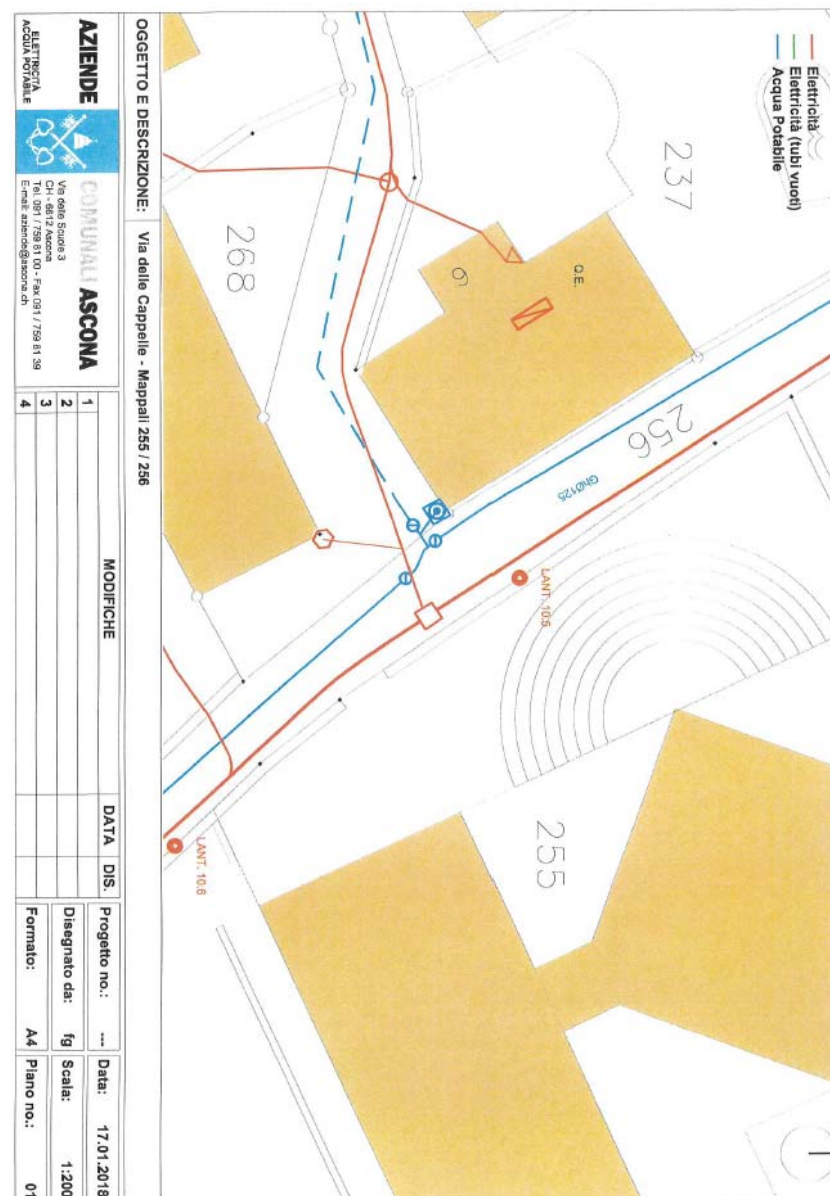 Elettricità
Elettricità (tubi vuoti)
Acqua Potabile
237
Q.E.
9
268
256
GhØ125
LANT. 10.5
255
LANT. 10.6
OGGETTO E DESCRIZIONE: Via delle Cappelle - Mappali 255 / 256
AZIENDE COMUNALI ASCONA
ELETTRICITÀ
ACQUA POTABILE
Via delle Scuole 3
CH - 6612 Ascona
Tel. 091 / 759 81 00 - Fax 091 / 759 81 39
E-mail: aziende@ascona.ch
MODIFICHE DATA DIS.
1
2
3
4
Progetto no.: --- Data: 17.01.2018
Disegnato da: fg Scala: 1:200
Formato: A4 Piano no.: 01